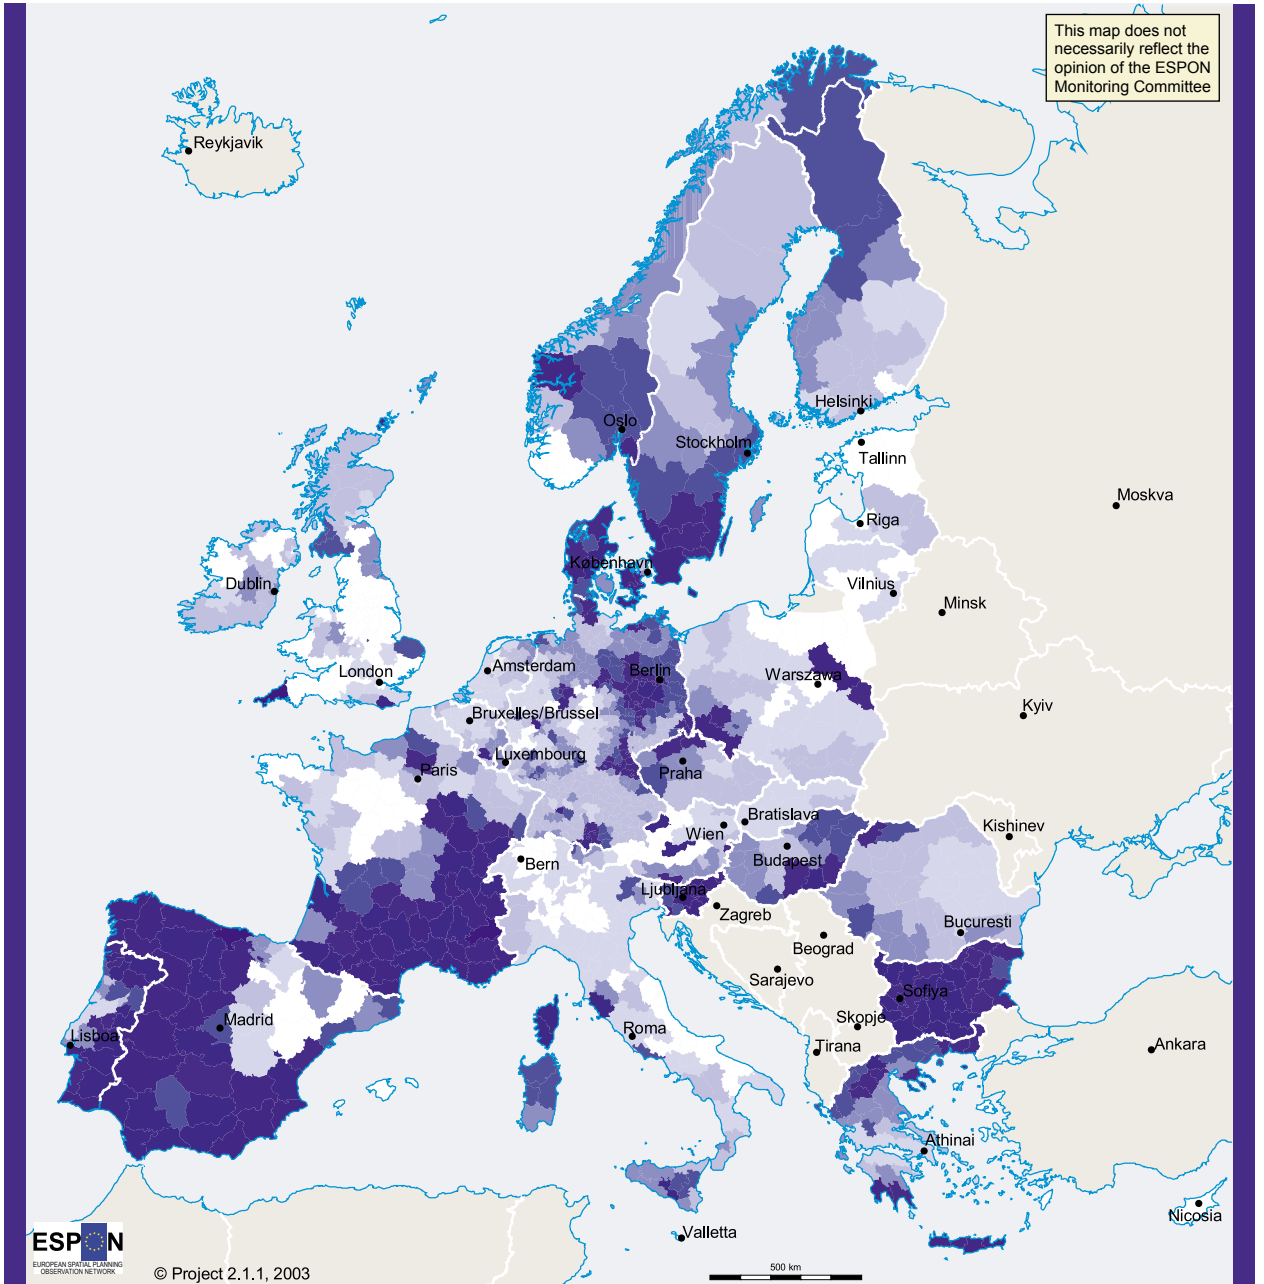 This map does not
necessarily reflect the
opinion of the ESPON
Monitoring Committee
Reykjavik
Helsinki
Oslo
Stockholm
Tallinn
Moskva
Riga
København
Dublin
Vilnius
Minsk
London
Amsterdam
Berlin
Warszawa
Kyiv
Bruxelles/Brussel
Luxembourg
Paris
Praha
Bratislava
Wien
Kishinev
Bern
Budapest
Ljubljana
Zagreb
Bucuresti
Beograd
Sarajevo
Sofiya
Madrid
Skopje
Roma
Lisboa
Tirana
Ankara
Athinai
Nicosia
Valletta
ESPON
EUROPEAN SPATIAL PLANNING
OBSERVATION NETWORK
© Project 2.1.1, 2003
500 km